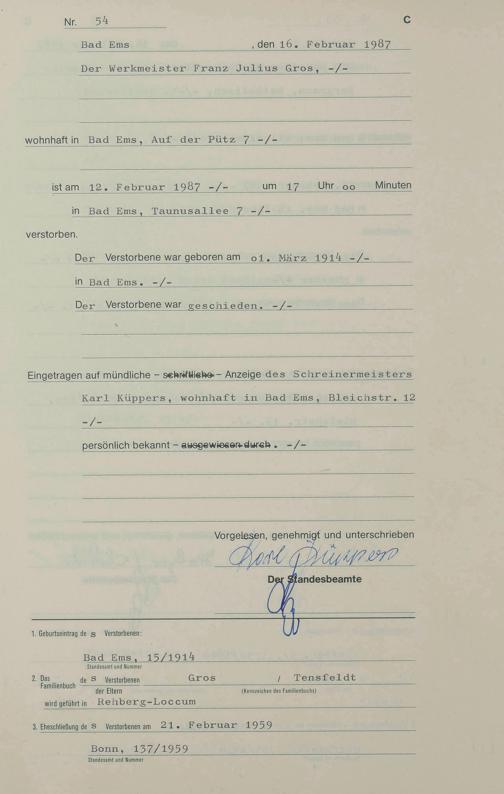 Nr. 54 C
Bad Ems , den 16. Februar 1987
Der Werkmeister Franz Julius Gros, -/-
wohnhaft in Bad Ems, Auf der Pütz 7 -/-
ist am 12. Februar 1987 -/- um 17 Uhr oo Minuten
in Bad Ems, Taunusallee 7 -/-
verstorben.
Der Verstorbene war geboren am o1. März 1914 -/-
in Bad Ems. -/-
Der Verstorbene war geschieden. -/-
Eingetragen auf mündliche – schriftliche – Anzeige des Schreinermeisters
Karl Küppers, wohnhaft in Bad Ems, Bleichstr. 12
-/-
persönlich bekannt – ausgewiesen durch . -/-
Vorgelesen, genehmigt und unterschrieben
Karl Küppers
Der Standesbeamte
1. Geburtseintrag de s Verstorbenen:
Bad Ems, 15/1914
Standesamt und Nummer
2. Das Familienbuch de s Verstorbenen der Eltern Gros / Tensfeldt
(Kennzeichen des Familienbuchs)
wird geführt in Rehberg-Loccum
3. Eheschließung de s Verstorbenen am 21. Februar 1959
Bonn, 137/1959
Standesamt und Nummer